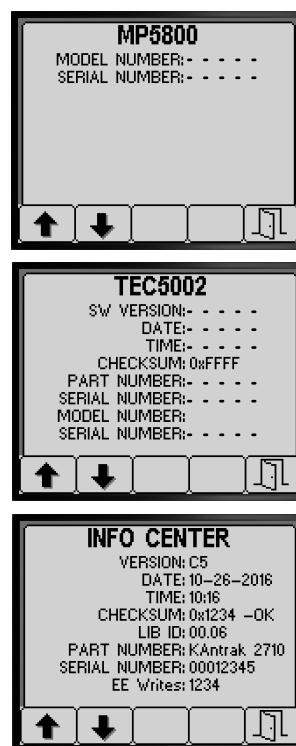 MP5800
MODEL NUMBER:- - - - -
SERIAL NUMBER:- - - - -
TEC5002
SW VERSION:- - - - -
DATE:- - - - -
TIME:- - - - -
CHECKSUM: 0xFFFF
PART NUMBER:- - - - -
SERIAL NUMBER:- - - - -
MODEL NUMBER:
SERIAL NUMBER:- - - - -
INFO CENTER
VERSION: C5
DATE: 10-26-2016
TIME: 10:16
CHECKSUM: 0x1234 -OK
LIB ID: 00.06
PART NUMBER: KAntrak 2710
SERIAL NUMBER: 00012345
EE Writes: 1234